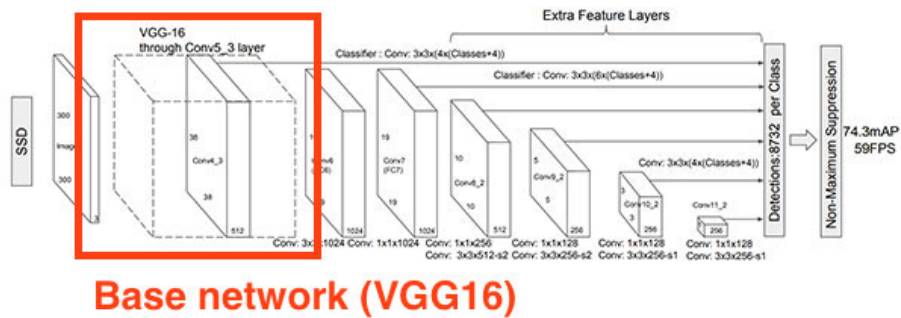 Extra Feature Layers
VGG-16
through Conv5_3 layer
Classifier : Conv: 3x3x(4x(Classes+4))
Classifier : Conv: 3x3x(6x(Classes+4))
SSD
300
Image
300
3
38
Conv4_3
38
512
Conv6
(FC6)
1024
19
Conv7
(FC7)
19
1024
10
Conv8_2
10
512
5
Conv9_2
5
256
Conv: 3x3x(4x(Classes+4))
3
Conv10_2
3
256
Conv11_2
256
Detections:8732 per Class
Non-Maximum Suppression
74.3mAP
59FPS
Conv: 3x3x1024
Conv: 1x1x1024
Conv: 1x1x256
Conv: 3x3x512-s2
Conv: 1x1x128
Conv: 3x3x256-s2
Conv: 1x1x128
Conv: 3x3x256-s1
Conv: 1x1x128
Conv: 3x3x256-s1
Base network (VGG16)